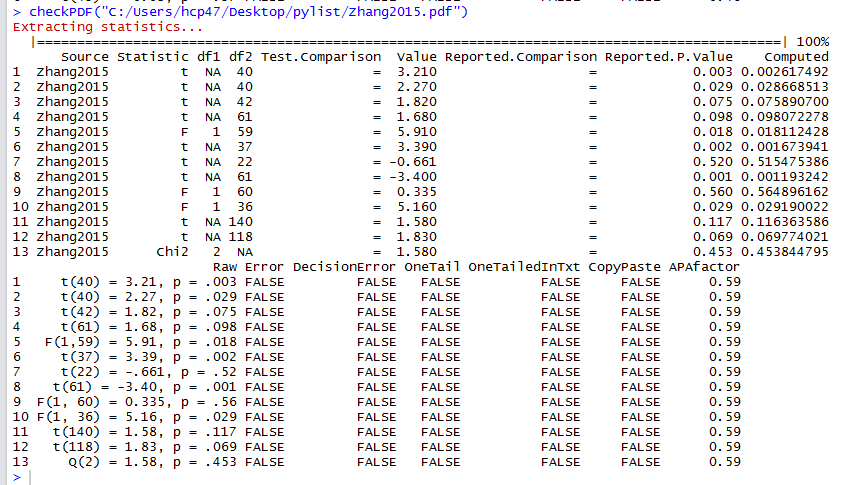 > checkPDF("C:/Users/hcp47/Desktop/pylist/Zhang2015.pdf")
Extracting statistics...
|===========================================================================| 100%
Source Statistic df1 df2 Test.Comparison Value Reported.Comparison Reported.P.Value Computed
1 Zhang2015 t NA 40 = 3.210 = 0.003 0.002617492
2 Zhang2015 t NA 40 = 2.270 = 0.029 0.028668513
3 Zhang2015 t NA 42 = 1.820 = 0.075 0.075890700
4 Zhang2015 t NA 61 = 1.680 = 0.098 0.098072278
5 Zhang2015 F 1 59 = 5.910 = 0.018 0.018112428
6 Zhang2015 t NA 37 = 3.390 = 0.002 0.001673941
7 Zhang2015 t NA 22 = -0.661 = 0.520 0.515475386
8 Zhang2015 t NA 61 = -3.400 = 0.001 0.001193242
9 Zhang2015 F 1 60 = 0.335 = 0.560 0.564896162
10 Zhang2015 F 1 36 = 5.160 = 0.029 0.029190022
11 Zhang2015 t NA 140 = 1.580 = 0.117 0.116363586
12 Zhang2015 t NA 118 = 1.830 = 0.069 0.069774021
13 Zhang2015 Chi2 2 NA = 1.580 = 0.453 0.453844795
Raw Error DecisionError OneTail OneTailedInTxt CopyPaste APAfactor
1 t(40) = 3.21, p = .003 FALSE FALSE FALSE FALSE FALSE 0.59
2 t(40) = 2.27, p = .029 FALSE FALSE FALSE FALSE FALSE 0.59
3 t(42) = 1.82, p = .075 FALSE FALSE FALSE FALSE FALSE 0.59
4 t(61) = 1.68, p = .098 FALSE FALSE FALSE FALSE FALSE 0.59
5 F(1,59) = 5.91, p = .018 FALSE FALSE FALSE FALSE FALSE 0.59
6 t(37) = 3.39, p = .002 FALSE FALSE FALSE FALSE FALSE 0.59
7 t(22) = -.661, p = .52 FALSE FALSE FALSE FALSE FALSE 0.59
8 t(61) = -3.40, p = .001 FALSE FALSE FALSE FALSE FALSE 0.59
9 F(1, 60) = 0.335, p = .56 FALSE FALSE FALSE FALSE FALSE 0.59
10 F(1, 36) = 5.16, p = .029 FALSE FALSE FALSE FALSE FALSE 0.59
11 t(140) = 1.58, p = .117 FALSE FALSE FALSE FALSE FALSE 0.59
12 t(118) = 1.83, p = .069 FALSE FALSE FALSE FALSE FALSE 0.59
13 Q(2) = 1.58, p = .453 FALSE FALSE FALSE FALSE FALSE 0.59
>